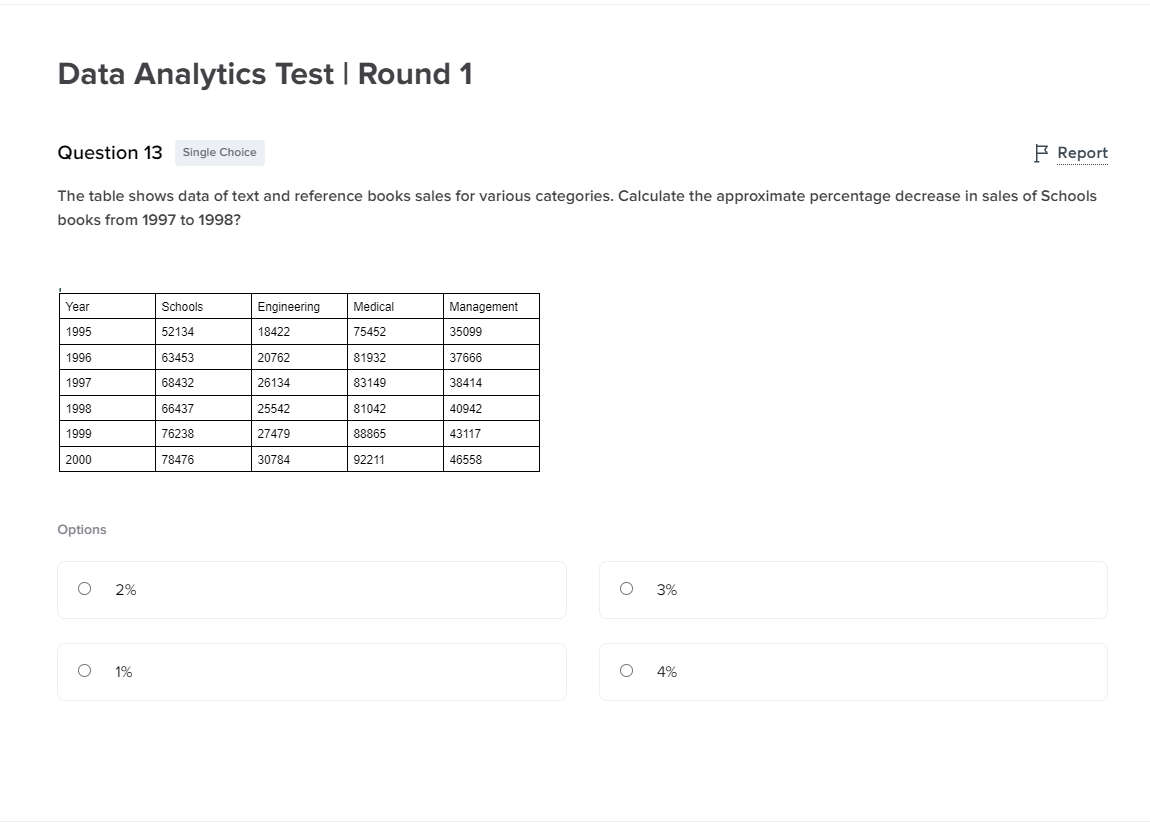 Data Analytics Test | Round 1
Question 13 Single Choice Report
The table shows data of text and reference books sales for various categories. Calculate the approximate percentage decrease in sales of Schools
books from 1997 to 1998?
Year Schools Engineering Medical Management
1995 52134 18422 75452 35099
1996 63453 20762 81932 37666
1997 68432 26134 83149 38414
1998 66437 25542 81042 40942
1999 76238 27479 88865 43117
2000 78476 30784 92211 46558
Options
2% 3%
1% 4%